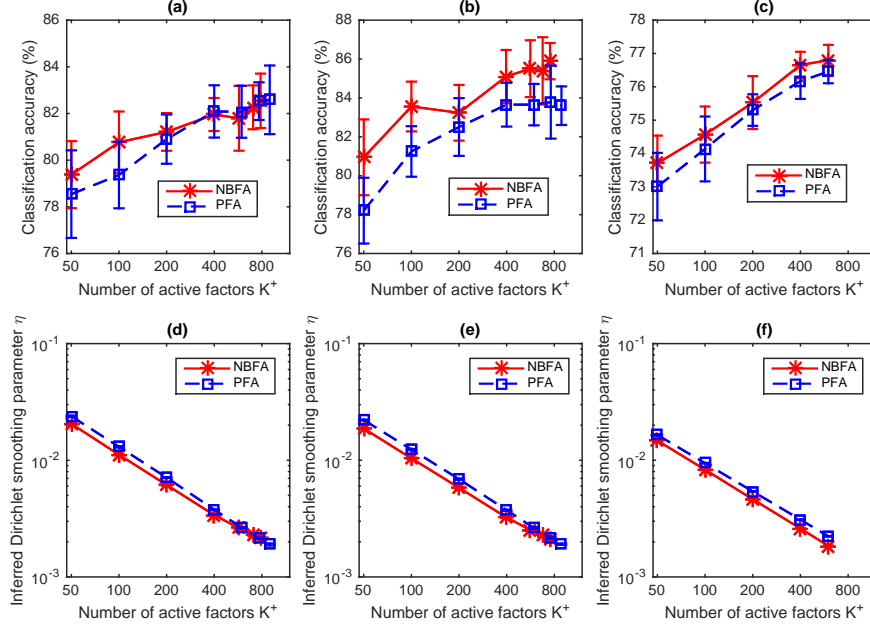 (a)
Classification accuracy (%)
86
84
82
80
78
76
50 100 200 400 800
Number of active factors K+
NBFA
PFA
(b)
Classification accuracy (%)
88
86
84
82
80
78
76
50 100 200 400 800
Number of active factors K+
NBFA
PFA
(c)
Classification accuracy (%)
78
77
76
75
74
73
72
71
50 100 200 400 800
Number of active factors K+
NBFA
PFA
(d)
Inferred Dirichlet smoothing parameter η
10-1
10-2
10-3
50 100 200 400 800
Number of active factors K+
NBFA
PFA
(e)
Inferred Dirichlet smoothing parameter η
10-1
10-2
10-3
50 100 200 400 800
Number of active factors K+
NBFA
PFA
(f)
Inferred Dirichlet smoothing parameter η
10-1
10-2
10-3
50 100 200 400 800
Number of active factors K+
NBFA
PFA